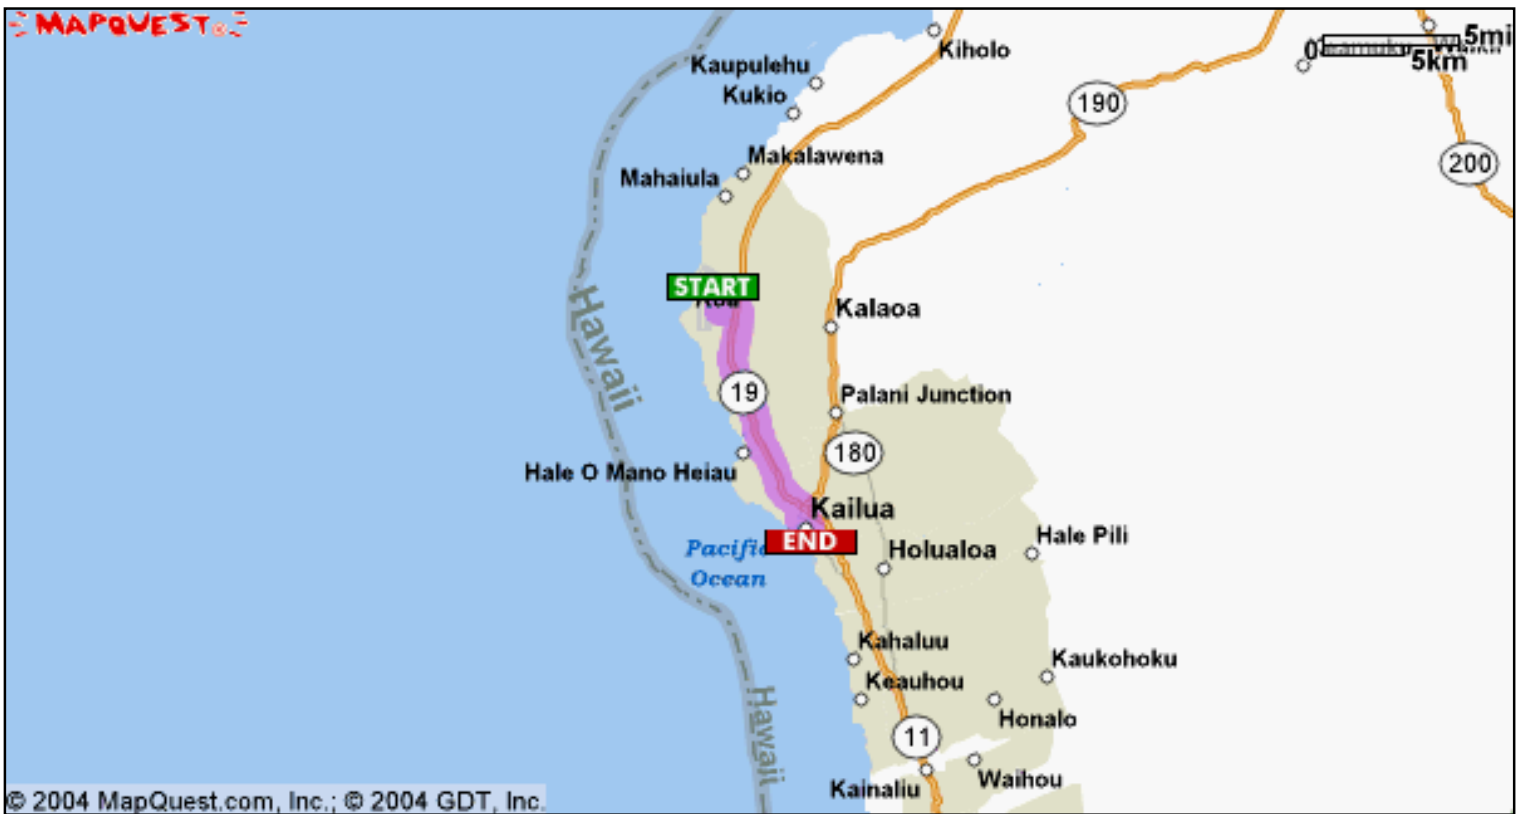 MAPQUEST
Kiholo
0
5mi
5km
Kaupulehu
Kukio
190
Makalawena
200
Mahaiula
START
Hawaii
Kalaoa
19
Palani Junction
180
Hale O Mano Heiau
Kailua
END
Pacific
Ocean
Holualoa
Hale Pili
Kahaluu
Kaukohoku
Keauhou
Hawaii
Honalo
11
Waihou
Kainaliu
© 2004 MapQuest.com, Inc.; © 2004 GDT, Inc.